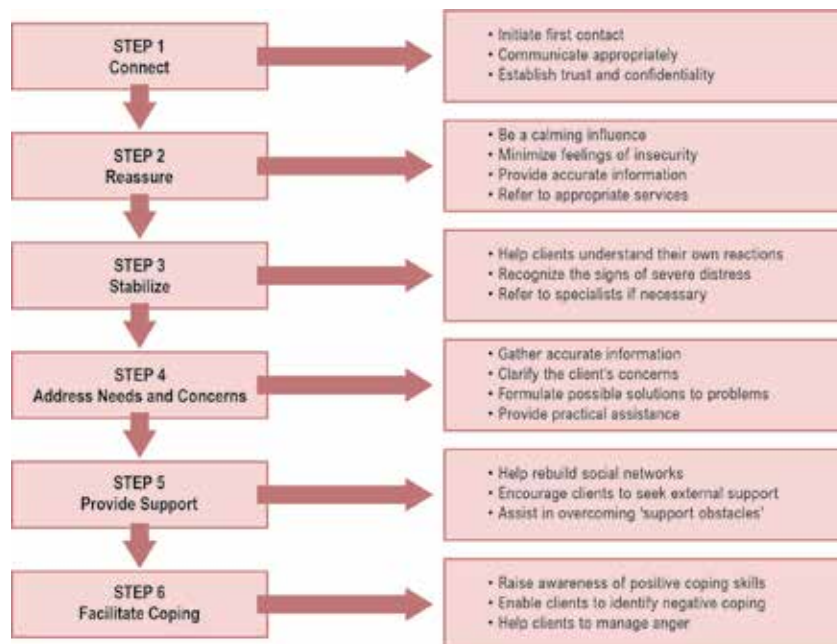 STEP 1
Connect
• Initiate first contact
• Communicate appropriately
• Establish trust and confidentiality
STEP 2
Reassure
• Be a calming influence
• Minimize feelings of insecurity
• Provide accurate information
• Refer to appropriate services
STEP 3
Stabilize
• Help clients understand their own reactions
• Recognize the signs of severe distress
• Refer to specialists if necessary
STEP 4
Address Needs and Concerns
• Gather accurate information
• Clarify the client's concerns
• Formulate possible solutions to problems
• Provide practical assistance
STEP 5
Provide Support
• Help rebuild social networks
• Encourage clients to seek external support
• Assist in overcoming 'support obstacles'
STEP 6
Facilitate Coping
• Raise awareness of positive coping skills
• Enable clients to identify negative coping
• Help clients to manage anger